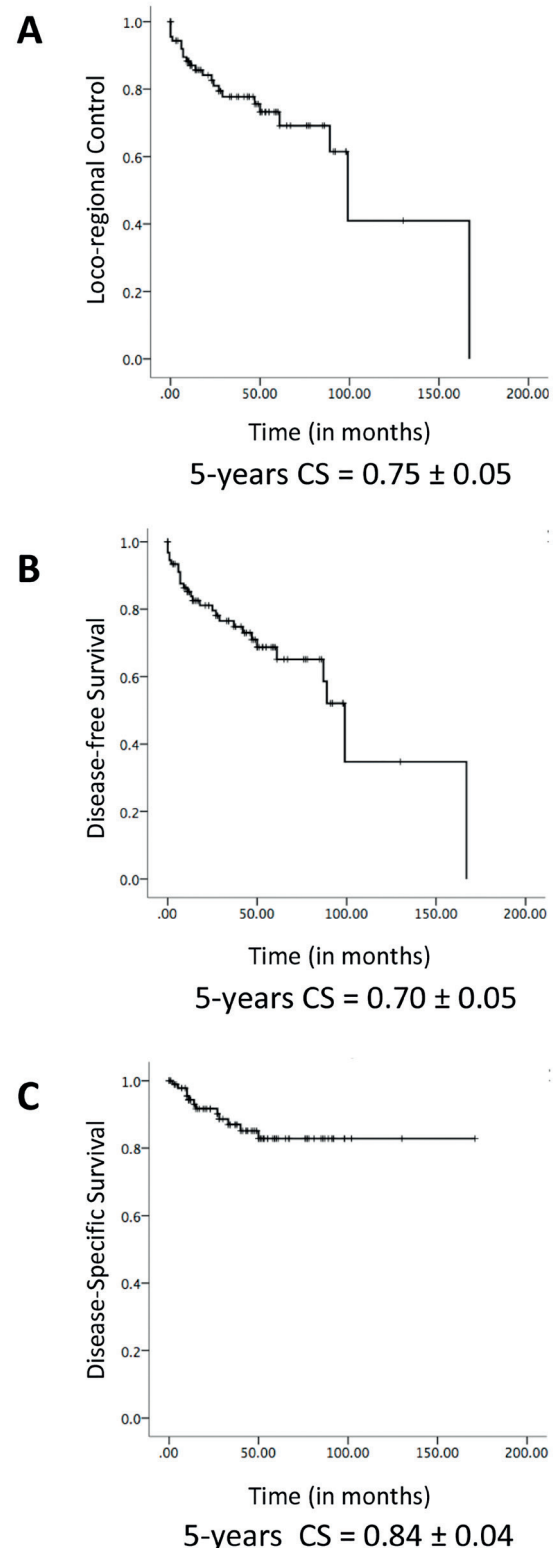 A
Loco-regional Control
1.0
0.8
0.6
0.4
0.2
0.0
.00 50.00 100.00 150.00 200.00
Time (in months)
5-years CS = 0.75 ± 0.05
B
Disease-free Survival
1.0
0.8
0.6
0.4
0.2
0.0
.00 50.00 100.00 150.00 200.00
Time (in months)
5-years CS = 0.70 ± 0.05
C
Disease-Specific Survival
1.0
0.8
0.6
0.4
0.2
0.0
.00 50.00 100.00 150.00 200.00
Time (in months)
5-years CS = 0.84 ± 0.04